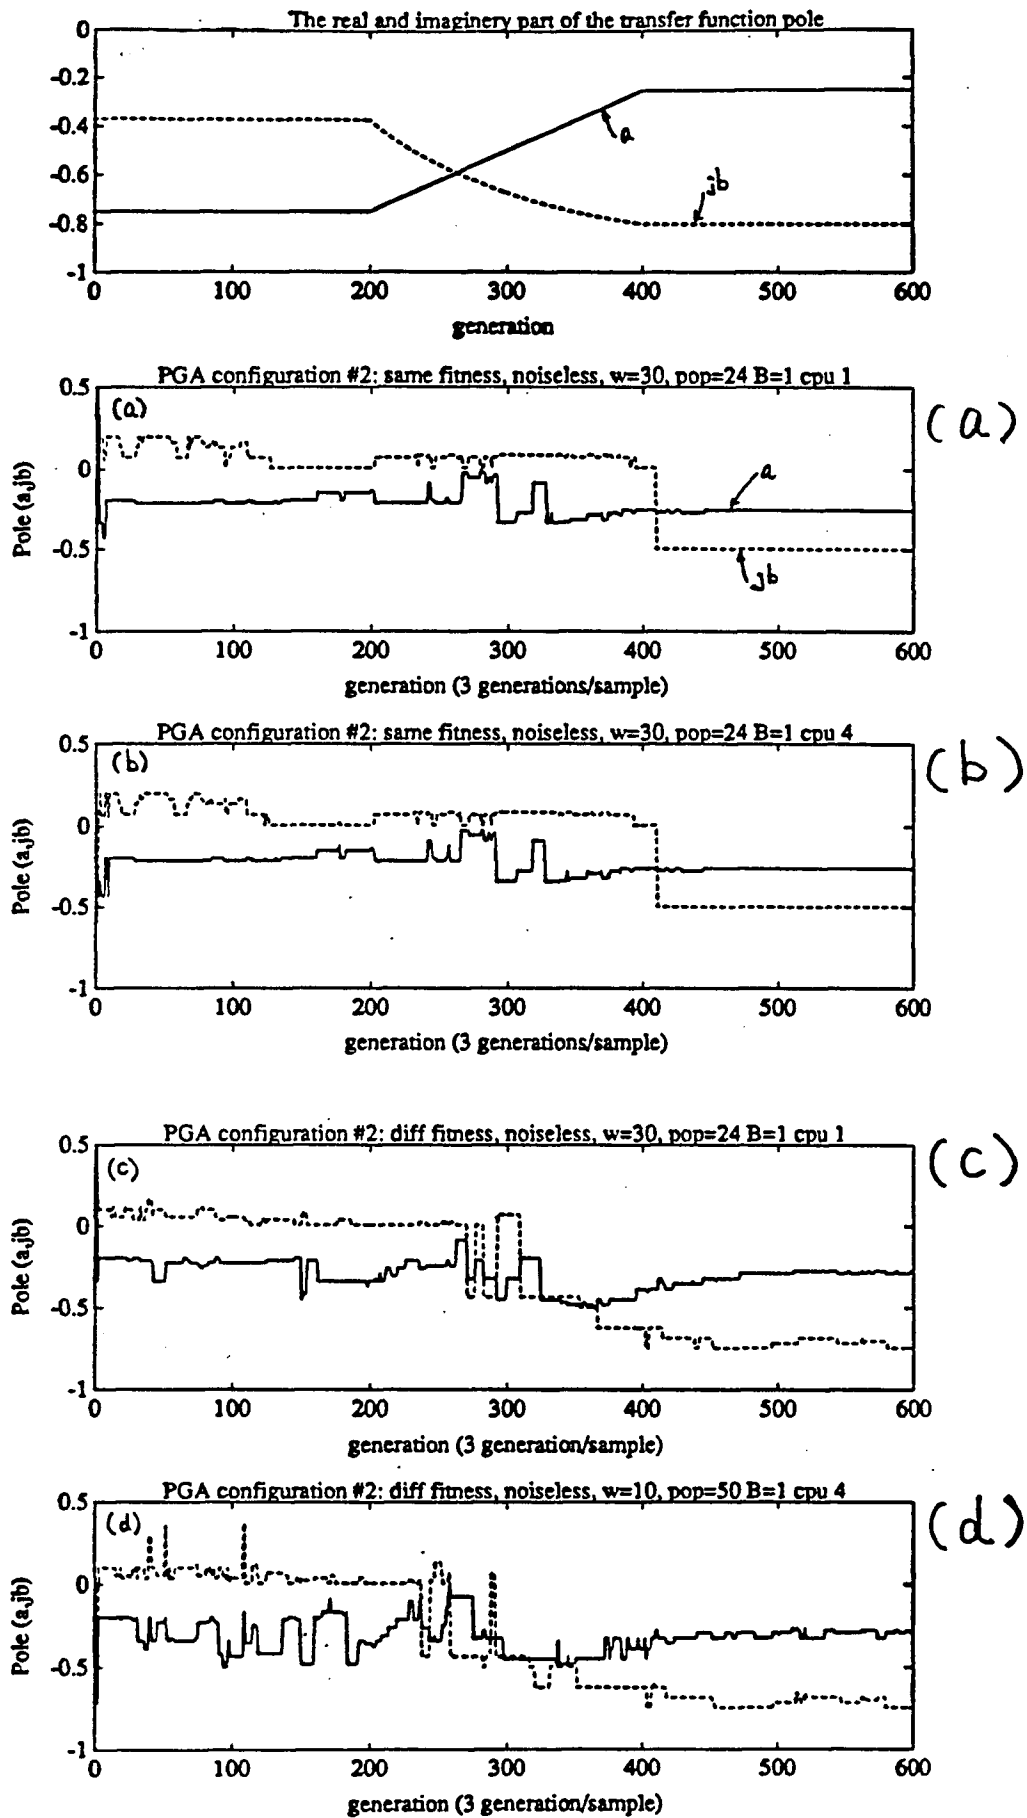 The real and imaginery part of the transfer function pole
0
-0.2
-0.4
-0.6
-0.8
-1
a
jb
0 100 200 300 400 500 600
generation
PGA configuration #2: same fitness, noiseless, w=30, pop=24 B=1 cpu 1
(a)
(a)
0.5
0
-0.5
-1
Pole (a,jb)
a
jb
0 100 200 300 400 500 600
generation (3 generations/sample)
PGA configuration #2: same fitness, noiseless, w=30, pop=24 B=1 cpu 4
(b)
(b)
0.5
0
-0.5
-1
Pole (a,jb)
0 100 200 300 400 500 600
generation (3 generations/sample)
PGA configuration #2: diff fitness, noiseless, w=30, pop=24 B=1 cpu 1
(c)
(c)
0.5
0
-0.5
-1
Pole (a,jb)
0 100 200 300 400 500 600
generation (3 generation/sample)
PGA configuration #2: diff fitness, noiseless, w=10, pop=50 B=1 cpu 4
(d)
(d)
0.5
0
-0.5
-1
Pole (a,jb)
0 100 200 300 400 500 600
generation (3 generation/sample)